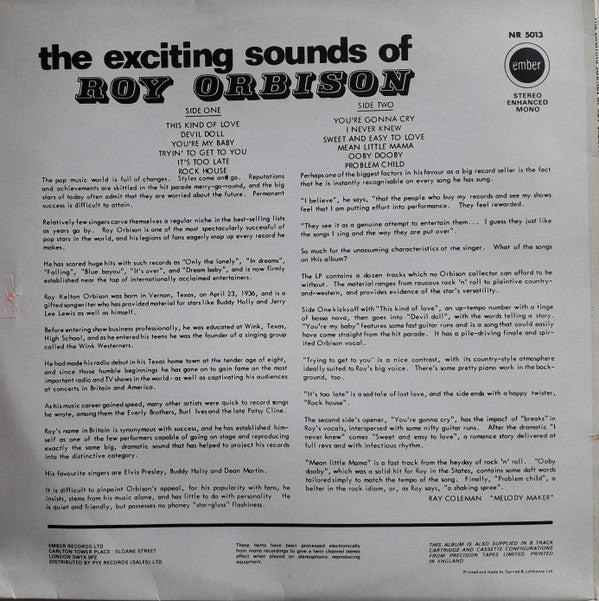 NR 5013
the exciting sounds of
ROY ORBISON
ember
STEREO
ENHANCED
MONO
SIDE ONE
THIS KIND OF LOVE
DEVIL DOLL
YOU'RE MY BABY
TRYIN' TO GET TO YOU
IT'S TOO LATE
ROCK HOUSE
The pop music world is full of changes. Styles come and go. Reputations
and achievements are skittled in the hit parade merry-go-round, and the big
stars of today often admit that they are worried about the future. Permanent
success is difficult to attain.
Relatively few singers carve themselves a regular niche in the best-selling lists
as years go by. Roy Orbison is one of the most spectacularly successful of
pop stars in the world, and his legions of fans eagerly snap up every record he
makes.
He has scored huge hits with such records as "Only the lonely", "In dreams",
"Falling", "Blue bayou", "It's over", and "Dream baby", and is now firmly
established near the top of internationally acclaimed entertainers.
Roy Kelton Orbison was born in Vernon, Texas, on April 23, 1936, and is a
gifted songwriter who has provided material for stars like Buddy Holly and Jerry
Lee Lewis as well as himself.
Before entering show business professionally, he was educated at Wink, Texas,
High School, and as he entered his teens he was the founder of a singing group
called the Wink Westerners.
He had made his radio debut in his Texas home town at the tender age of eight,
and since those humble beginnings he has gone on to gain fame on the most
important radio and TV shows in the world - as well as captivating his audiences
at concerts in Britain and America.
As his music career gained speed, many other artists were quick to record songs
he wrote, among them the Everly Brothers, Burl Ives and the late Patsy Cline.
Roy's name in Britain is synonymous with success, and he has established him-
self as one of the few performers capable of going on stage and reproducing
exactly the same big, dramatic sound that has helped to project his records
into the distinctive category.
His favourite singers are Elvis Presley, Buddy Holly and Dean Martin.
It is difficult to pinpoint Orbison's appeal, for his popularity with fans, he
insists, stems from his music alone, and has little to do with personality. He
is quiet and friendly, but possesses no phoney "star-gloss" flashiness.
SIDE TWO
YOU'RE GONNA CRY
I NEVER KNEW
SWEET AND EASY TO LOVE
MEAN LITTLE MAMA
OOBY DOOBY
PROBLEM CHILD
Perhaps one of the biggest factors in his favour as a big record seller is the fact
that he is instantly recognisable on every song he has sung.
"I believe", he says, "that the people who buy my records and see my shows
feel that I am putting effort into performance. They feel rewarded.
"They see it as a genuine attempt to entertain them... I guess they just like
the songs I sing and the way they are put over".
So much for the unassuming characteristics of the singer. What of the songs
on this album?
The LP contains a dozen tracks which no Orbison collector can afford to be
without. The material ranges from raucous rock 'n' roll to plaintive country-
and-western, and provides evidence of the star's versatility.
Side One kicks off with "This kind of love", an up-tempo number with a tinge
of bossa nova, then goes into "Devil doll", with the words telling a story.
"You're my baby" features some fast guitar runs and is a song that could easily
have come straight from the hit parade. It has a pile-driving finale and spir-
ited Orbison vocal.
"Trying to get to you" is a nice contrast, with its country-style atmosphere
ideally suited to Roy's big voice. There's some pretty piano work in the back-
ground, too.
"It's too late" is a sad tale of lost love, and the side ends with a happy twister,
"Rock house".
The second side's opener, "You're gonna cry", has the impact of "breaks" in
Roy's vocals, interspersed with some nifty guitar runs. After the dramatic "I
never knew" comes "Sweet and easy to love", a romance story delivered at full
revs and with infectious rhythm.
"Mean little Mama" is a fast track from the heyday of rock 'n' roll. "Ooby
dooby", which was a solid hit for Roy in the States, contains some daft words
tailored simply to match the tempo of the song. Finally, "Problem child", a
belter in the rock idiom, or, as Roy says, "a shaking spree".
RAY COLEMAN "MELODY MAKER"
EMBER RECORDS LTD
CARLTON TOWER PLACE SLOANE STREET
LONDON SW1X 9PZ
DISTRIBUTED BY PYE RECORDS (SALES) LTD
These items have been processed electronically
from mono recordings to give a twin channel stereo
effect when played on stereophonic reproducing
equipment.
THIS ALBUM IS ALSO SUPPLIED IN 8 TRACK
CARTRIDGE AND CASSETTE CONFIGURATIONS
FROM PRECISION TAPES LIMITED. PRINTED
IN ENGLAND
Printed and made by Garrod & Lofthouse Ltd.